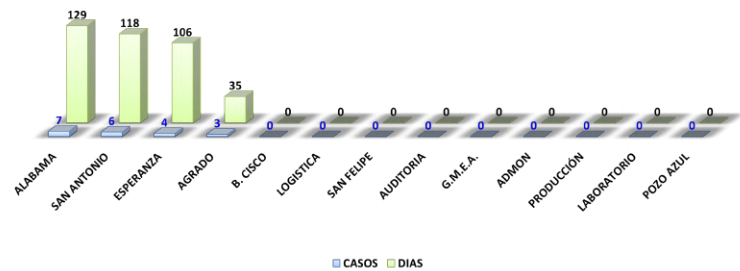 129
118
106
35
0 0 0 0 0 0 0 0 0
7 6 4 3 0 0 0 0 0 0 0 0 0
ALABAMA
SAN ANTONIO
ESPERANZA
AGRADO
B. CISCO
LOGISTICA
SAN FELIPE
AUDITORIA
G.M.E.A.
ADMON
PRODUCCIÓN
LABORATORIO
POZO AZUL
CASOS DIAS